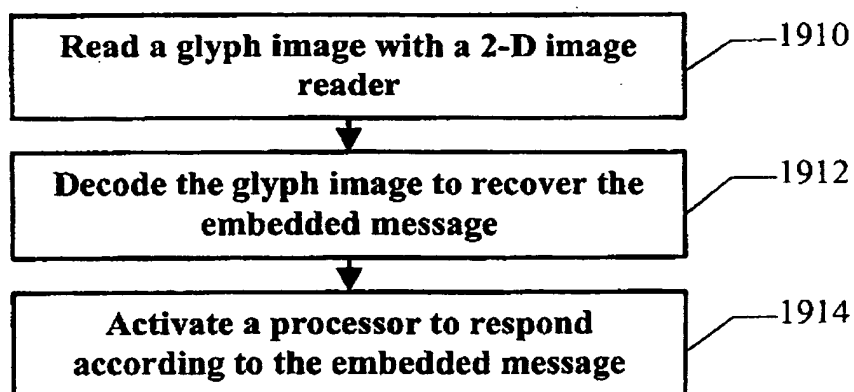 Read a glyph image with a 2-D image
reader
1910
Decode the glyph image to recover the
embedded message
1912
Activate a processor to respond
according to the embedded message
1914